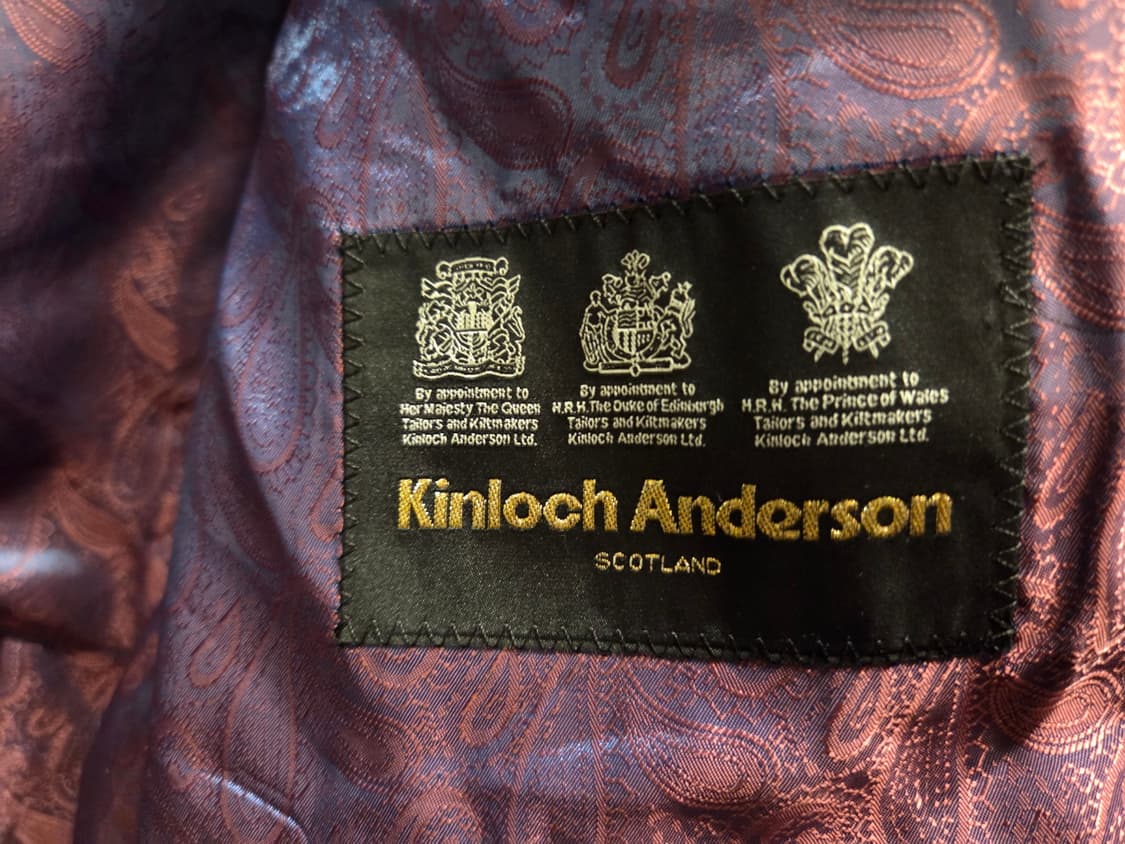 By appointment to
Her Majesty The Queen
Tailors and Kiltmakers
Kinloch Anderson Ltd.
By appointment to
H.R.H. The Duke of Edinburgh
Tailors and Kiltmakers
Kinloch Anderson Ltd.
By appointment to
H.R.H. The Prince of Wales
Tailors and Kiltmakers
Kinloch Anderson Ltd.
Kinloch Anderson
SCOTLAND